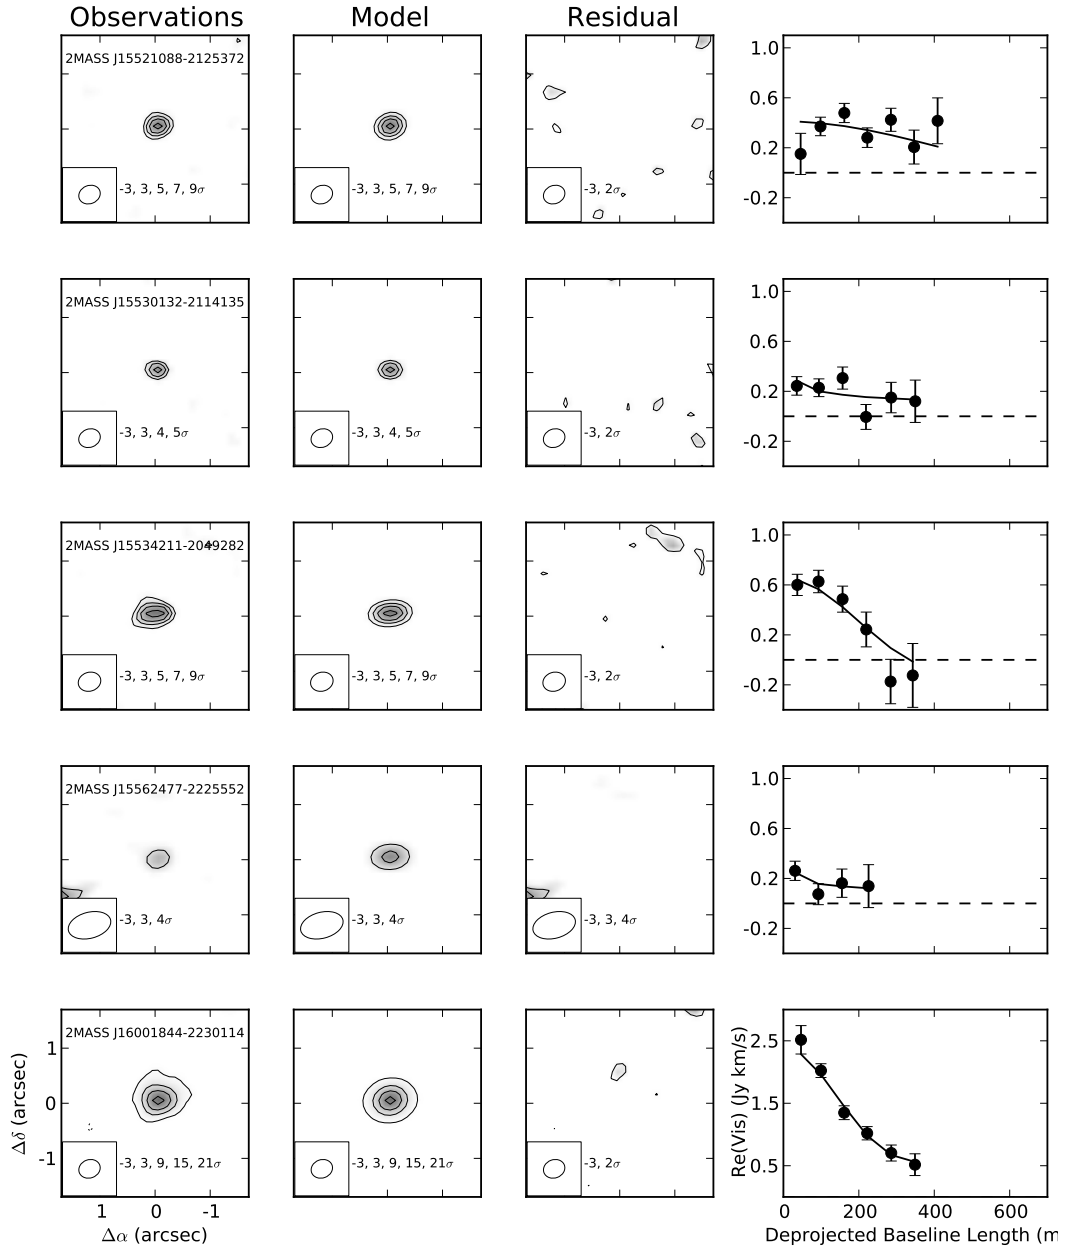 Observations Model Residual
2MASS J15521088-2125372
-3, 3, 5, 7, 9σ -3, 3, 5, 7, 9σ -3, 2σ
1.0
0.6
0.2
-0.2
2MASS J15530132-2114135
-3, 3, 4, 5σ -3, 3, 4, 5σ -3, 2σ
1.0
0.6
0.2
-0.2
2MASS J15534211-2049282
-3, 3, 5, 7, 9σ -3, 3, 5, 7, 9σ -3, 2σ
1.0
0.6
0.2
-0.2
2MASS J15562477-2225552
-3, 3, 4σ -3, 3, 4σ -3, 3, 4σ
1.0
0.6
0.2
-0.2
2MASS J16001844-2230114
-3, 3, 9, 15, 21σ -3, 3, 9, 15, 21σ -3, 2σ
1
0
-1
Δδ (arcsec)
1 0 -1
Δα (arcsec)
Re(Vis) (Jy km/s)
2.5
1.5
0.5
0 200 400 600
Deprojected Baseline Length (m